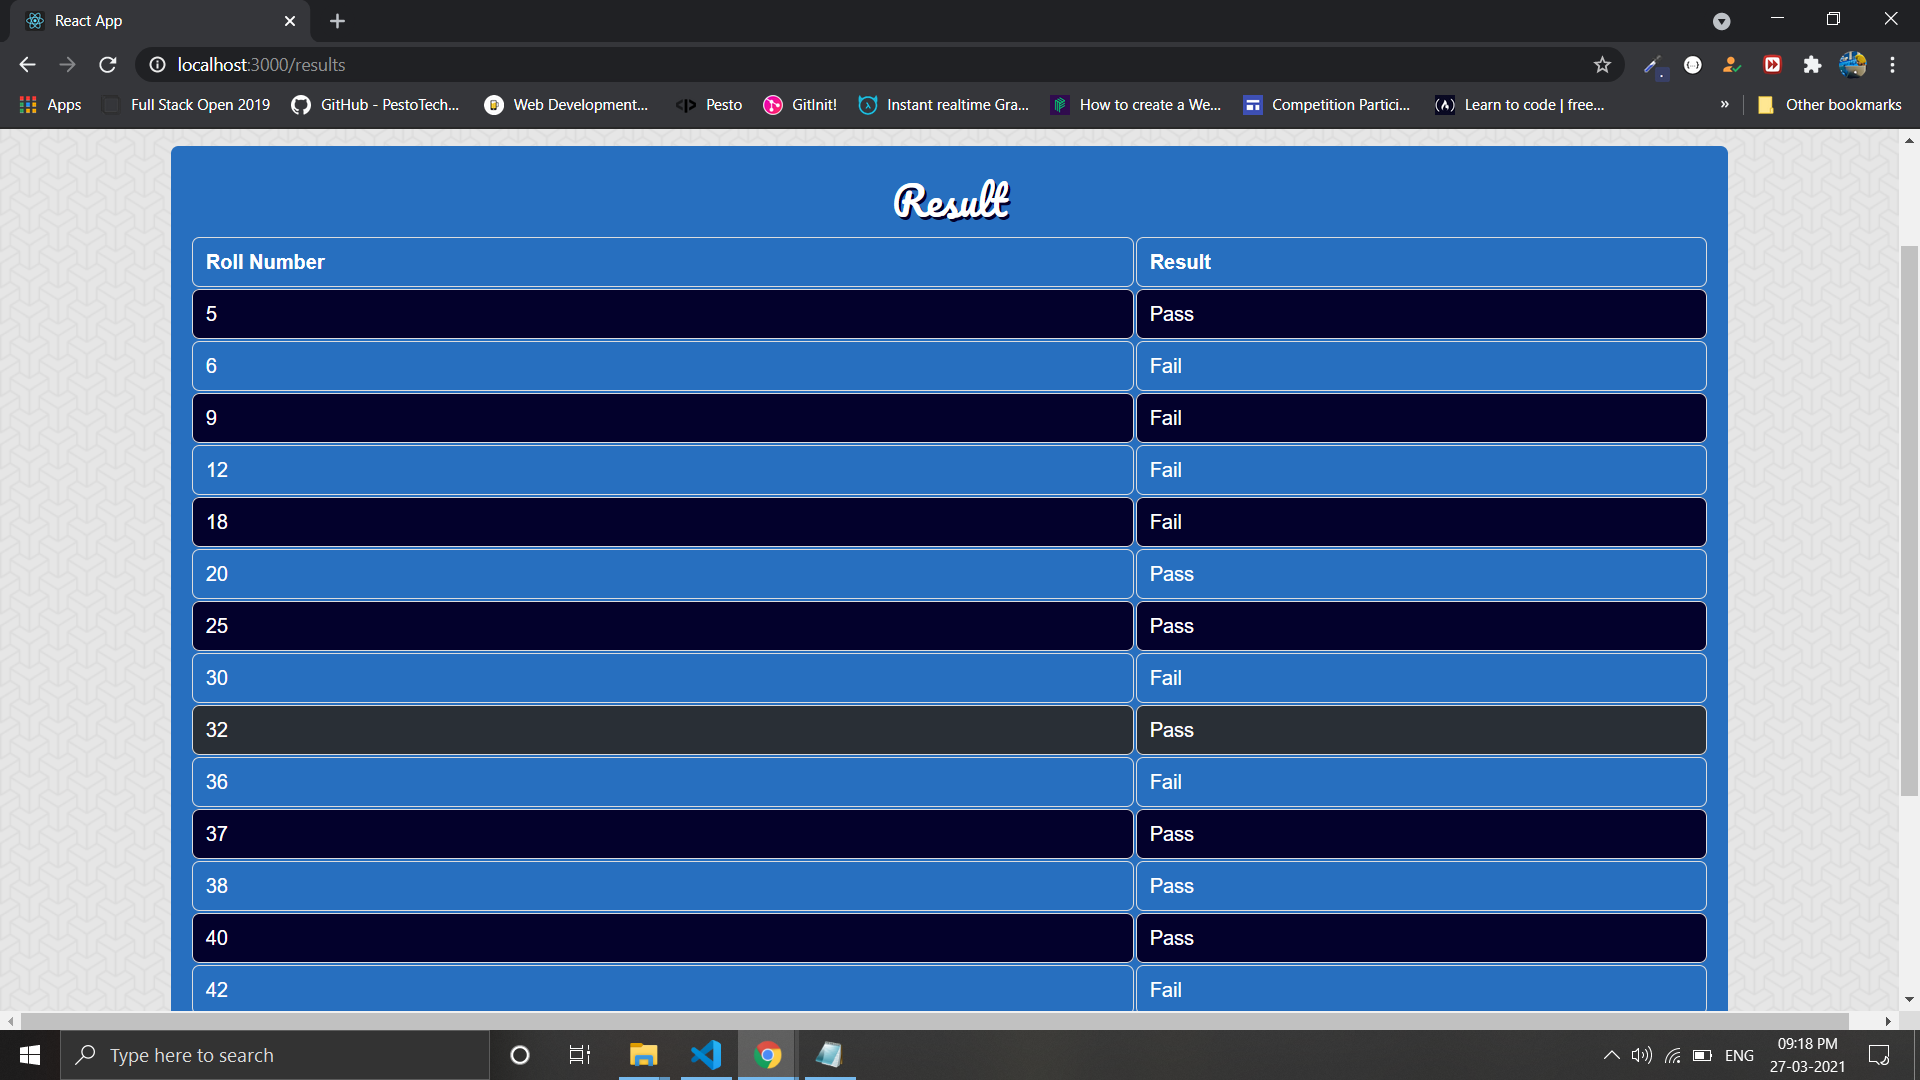 React App
localhost:3000/results
Apps Full Stack Open 2019 GitHub - PestoTech... Web Development... Pesto GitInit! Instant realtime Gra... How to create a We... Competition Partici... Learn to code | free... » Other bookmarks
Result
Roll Number Result
5 Pass
6 Fail
9 Fail
12 Fail
18 Fail
20 Pass
25 Pass
30 Fail
32 Pass
36 Fail
37 Pass
38 Pass
40 Pass
42 Fail
Type here to search
ENG
09:18 PM
27-03-2021